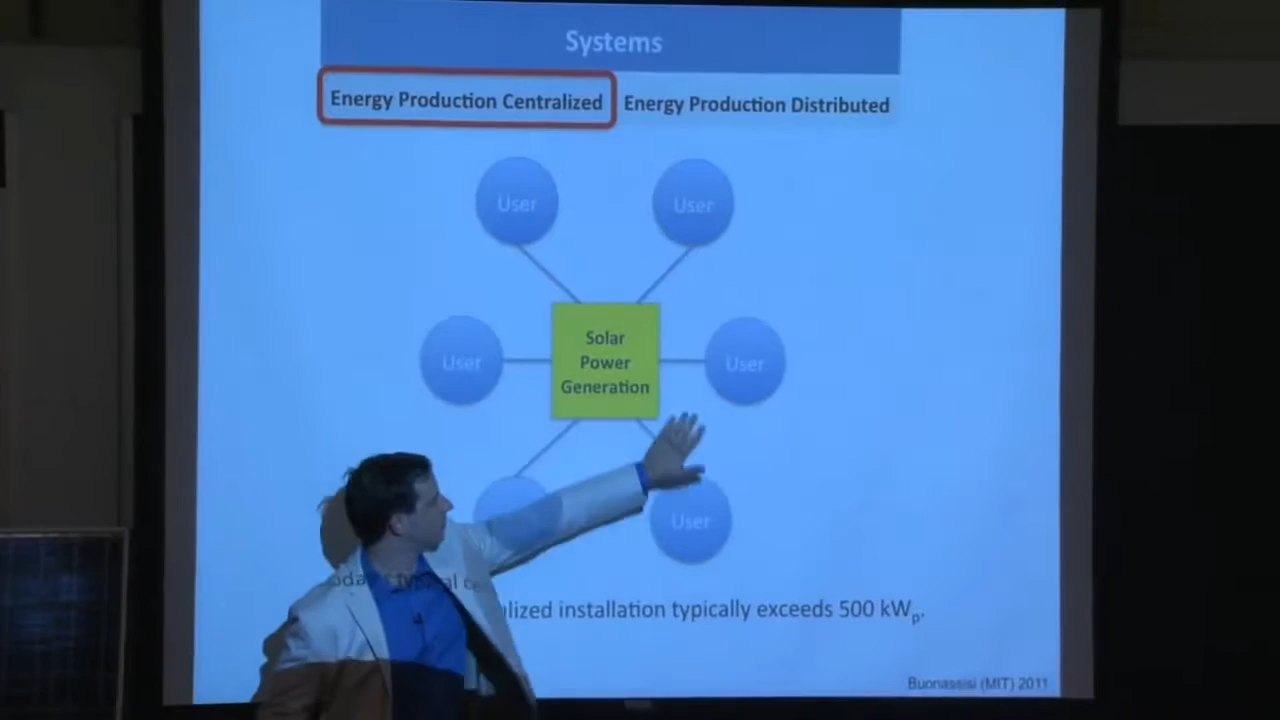 Systems
Energy Production Centralized
Energy Production Distributed
User
User
User
Solar
Power
Generation
User
User
installation typically exceeds 500 kWp.
Buonassisi (MIT) 2011